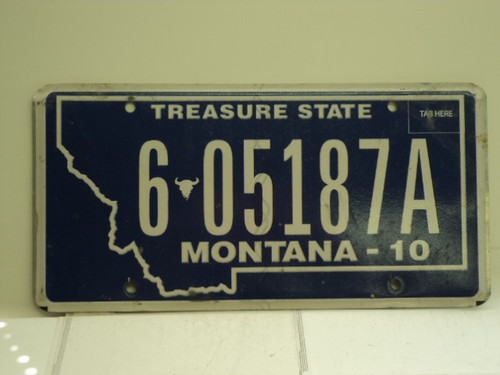 TREASURE STATE
TAB HERE
6 05187A
MONTANA - 10